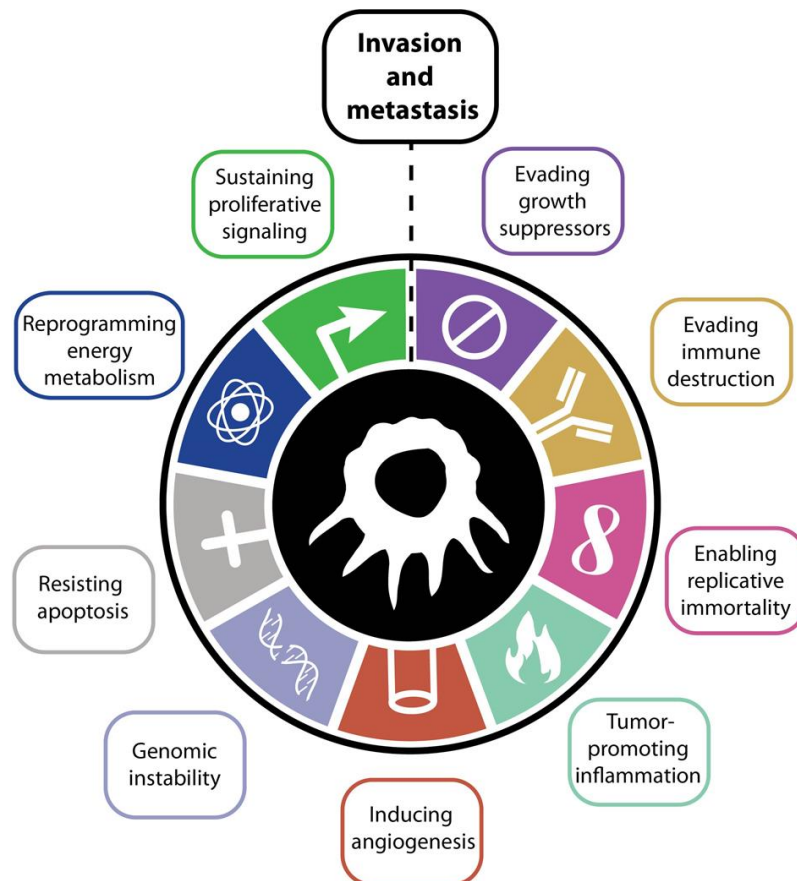 Invasion
and
metastasis
Sustaining
proliferative
signaling
Evading
growth
suppressors
Reprogramming
energy
metabolism
Evading
immune
destruction
Resisting
apoptosis
Enabling
replicative
immortality
Genomic
instability
Tumor-
promoting
inflammation
Inducing
angiogenesis